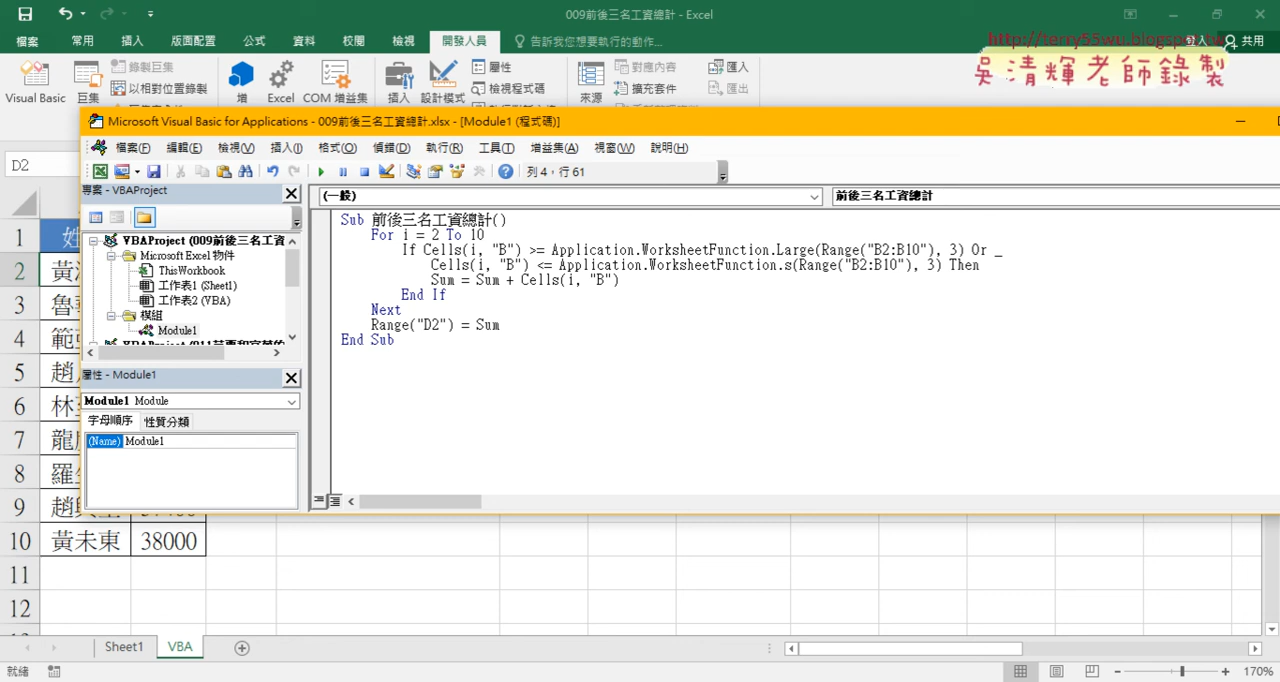 009前後三名工資總計 - Excel
檔案 常用 插入 版面配置 公式 資料 校閱 檢視 開發人員 告訴我您想要執行的動作... 共用
http://terry55wu.blogspot.tw
吳清輝老師錄製
錄製巨集 屬性 對應內容 匯入
以相對位置錄製 檢視程式碼 擴充套件 匯出
Visual Basic 巨集 增 Excel COM 增益集 插入 設計模式 來源
Microsoft Visual Basic for Applications - 009前後三名工資總計.xlsx - [Module1 (程式碼)]
檔案(F) 編輯(E) 檢視(V) 插入(I) 格式(O) 偵錯(D) 執行(R) 工具(T) 增益集(A) 視窗(W) 說明(H)
D2
列 4，行 61
專案 - VBAProject
(一般) 前後三名工資總計
VBAProject (009前後三名工資
Microsoft Excel 物件
ThisWorkbook
工作表1 (Sheet1)
工作表2 (VBA)
模組
Module1
Sub 前後三名工資總計()
For i = 2 To 10
If Cells(i, "B") >= Application.WorksheetFunction.Large(Range("B2:B10"), 3) Or _
Cells(i, "B") <= Application.WorksheetFunction.s(Range("B2:B10"), 3) Then
Sum = Sum + Cells(i, "B")
End If
Next
Range("D2") = Sum
End Sub
屬性 - Module1
Module1 Module
字母順序 性質分類
(Name) Module1
1 姓
2
3
4
5
6
7
8
9
10 黃未東 38000
11
12
Sheet1 VBA
就緒
170%